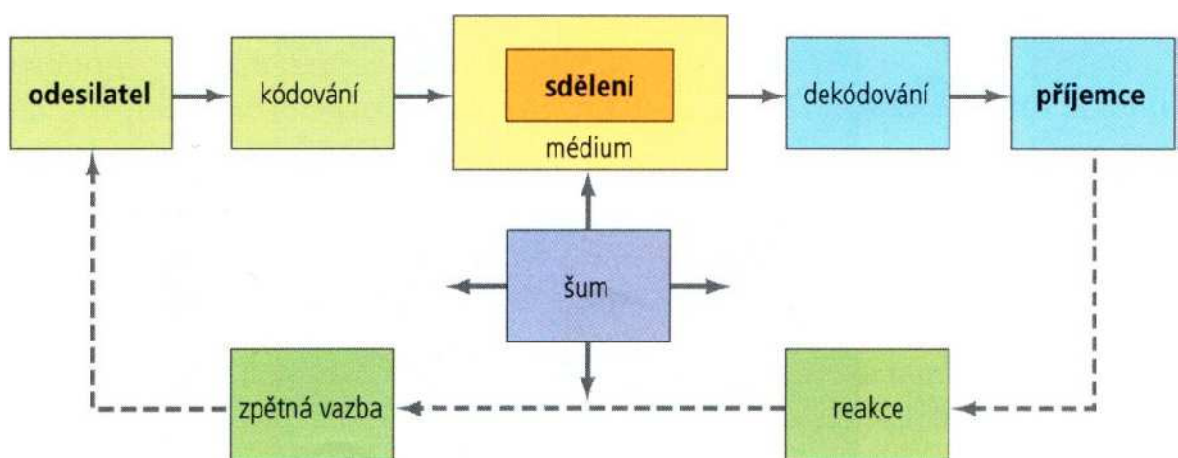 odesilatel
kódování
sdělení
médium
dekódování
příjemce
šum
zpětná vazba
reakce